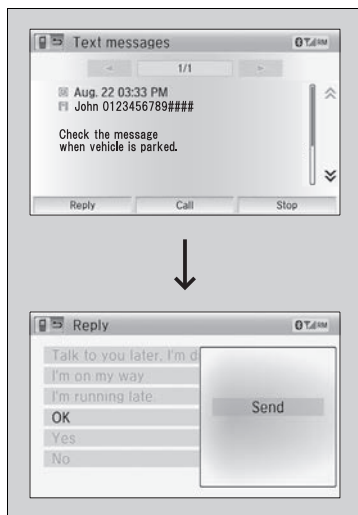 Text messages
1/1
Aug. 22 03:33 PM
John 0123456789####
Check the message
when vehicle is parked.
Reply Call Stop
Reply
Talk to you later, I'm d
I'm on my way
I'm running late.
OK
Yes
No
Send